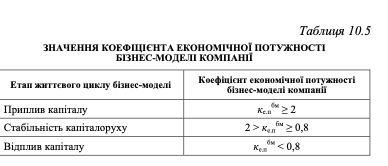 Таблиця 10.5
ЗНАЧЕННЯ КОЕФІЦІЄНТА ЕКОНОМІЧНОЇ ПОТУЖНОСТІ
БІЗНЕС-МОДЕЛІ КОМПАНІЇ
Етап життєвого циклу бізнес-моделі
Коефіцієнт економічної потужності
бізнес-моделі компанії
Приплив капіталу
κе.п бм ≥ 2
Стабільність капіталоруху
2 > κе.п бм ≥ 0,8
Відплив капіталу
κе.п бм < 0,8